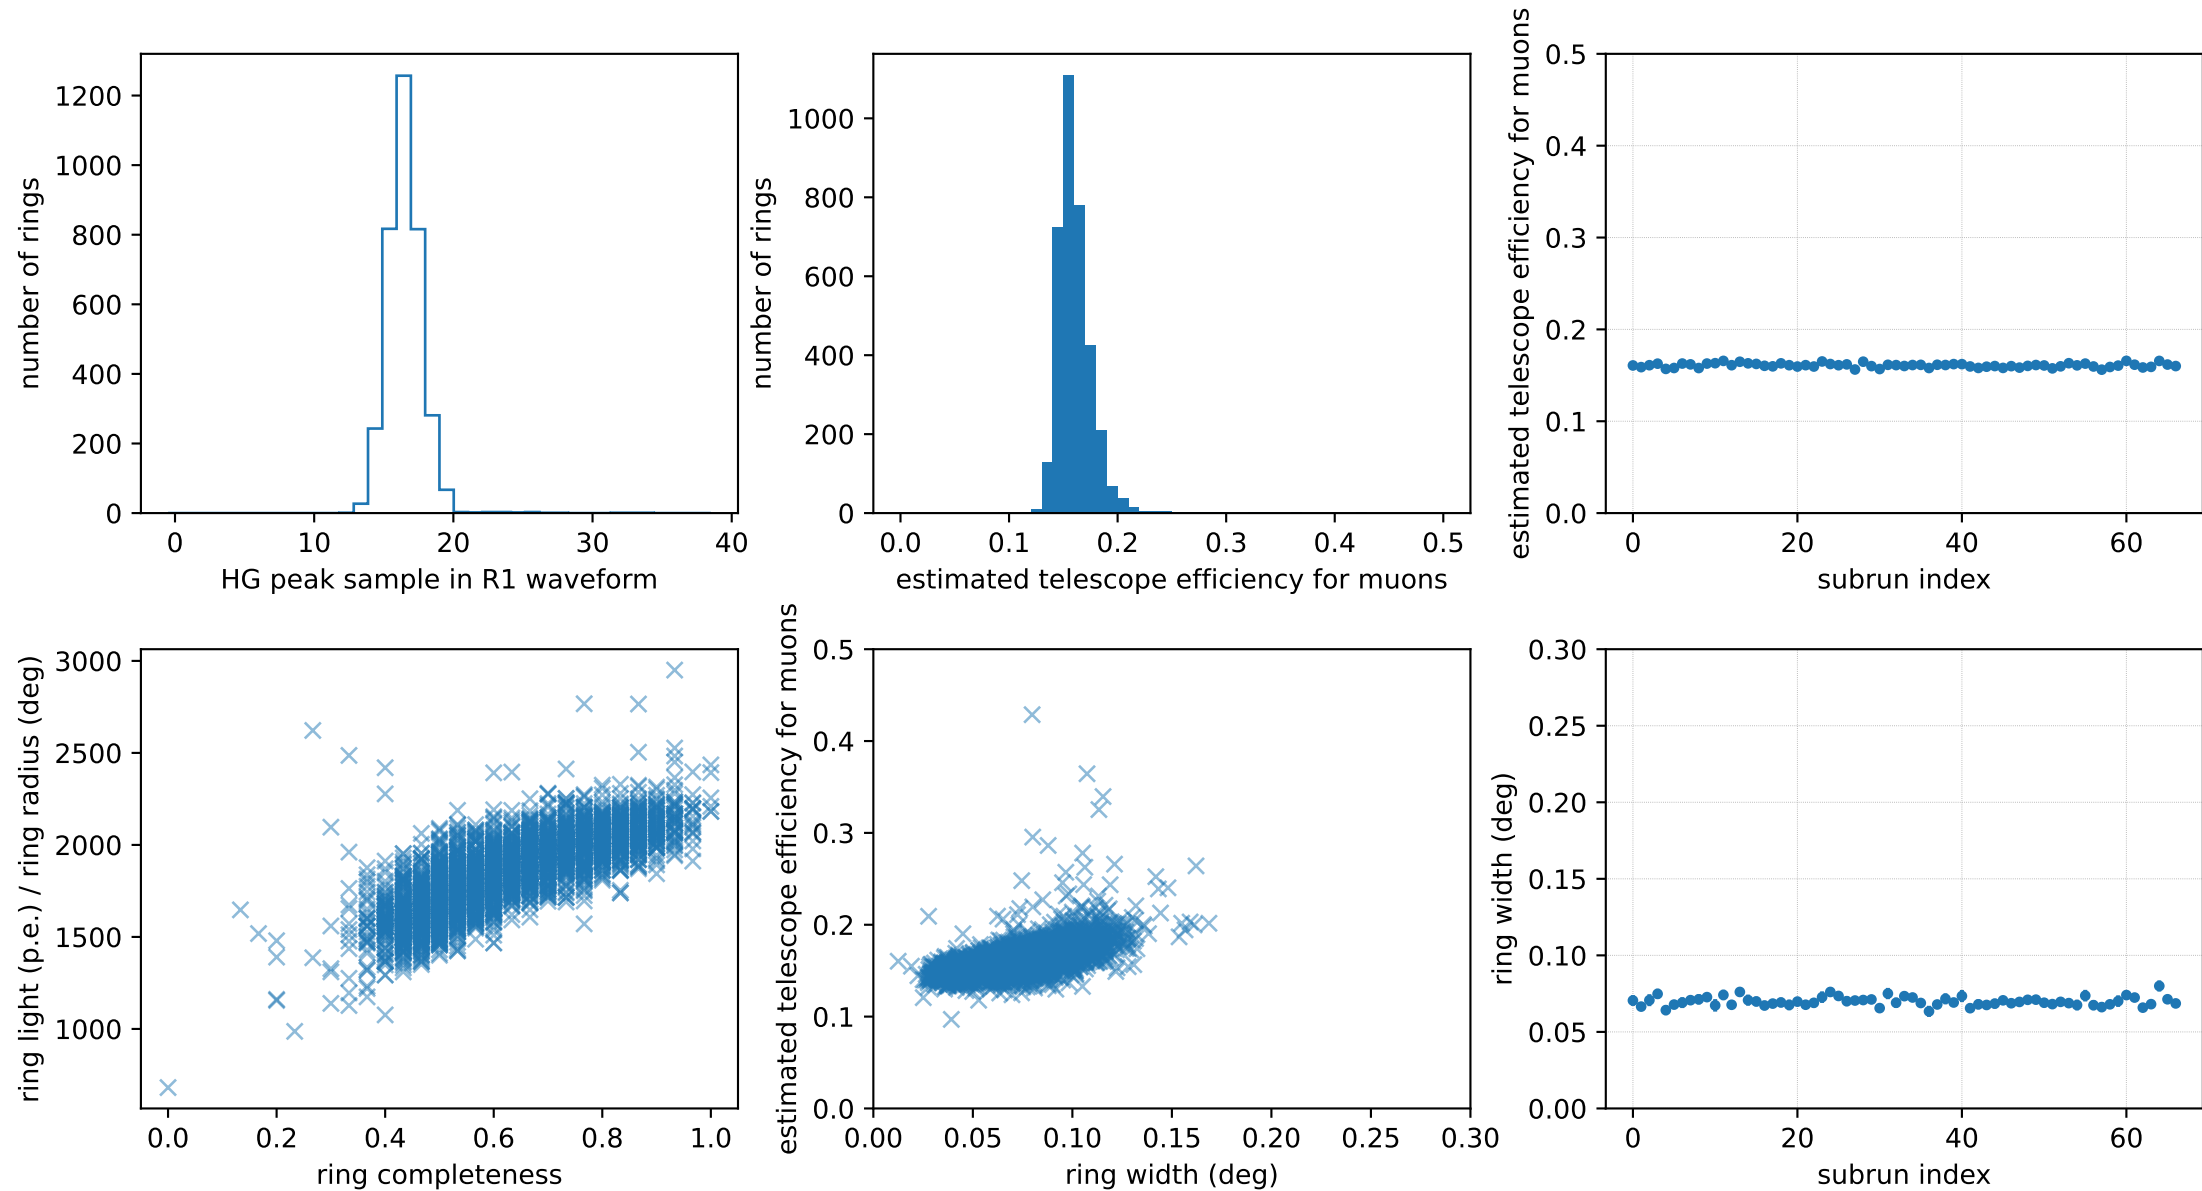 number of rings
1200
1000
800
600
400
200
0
0 10 20 30 40
HG peak sample in R1 waveform
number of rings
1000
800
600
400
200
0
0.0 0.1 0.2 0.3 0.4 0.5
estimated telescope efficiency for muons
estimated telescope efficiency for muons
0.5
0.4
0.3
0.2
0.1
0.0
0 20 40 60
subrun index
ring light (p.e.) / ring radius (deg)
3000
2500
2000
1500
1000
0.0 0.2 0.4 0.6 0.8 1.0
ring completeness
estimated telescope efficiency for muons
0.5
0.4
0.3
0.2
0.1
0.0
0.00 0.05 0.10 0.15 0.20 0.25 0.30
ring width (deg)
ring width (deg)
0.30
0.25
0.20
0.15
0.10
0.05
0.00
0 20 40 60
subrun index